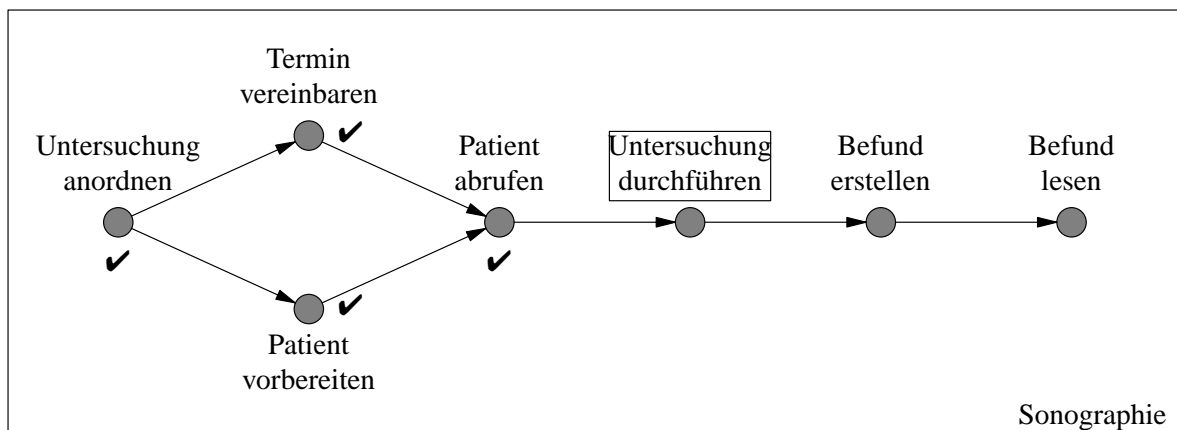 Termin
vereinbaren
Untersuchung
anordnen
Patient
abrufen
Untersuchung
durchführen
Befund
erstellen
Befund
lesen
Patient
vorbereiten
Sonographie